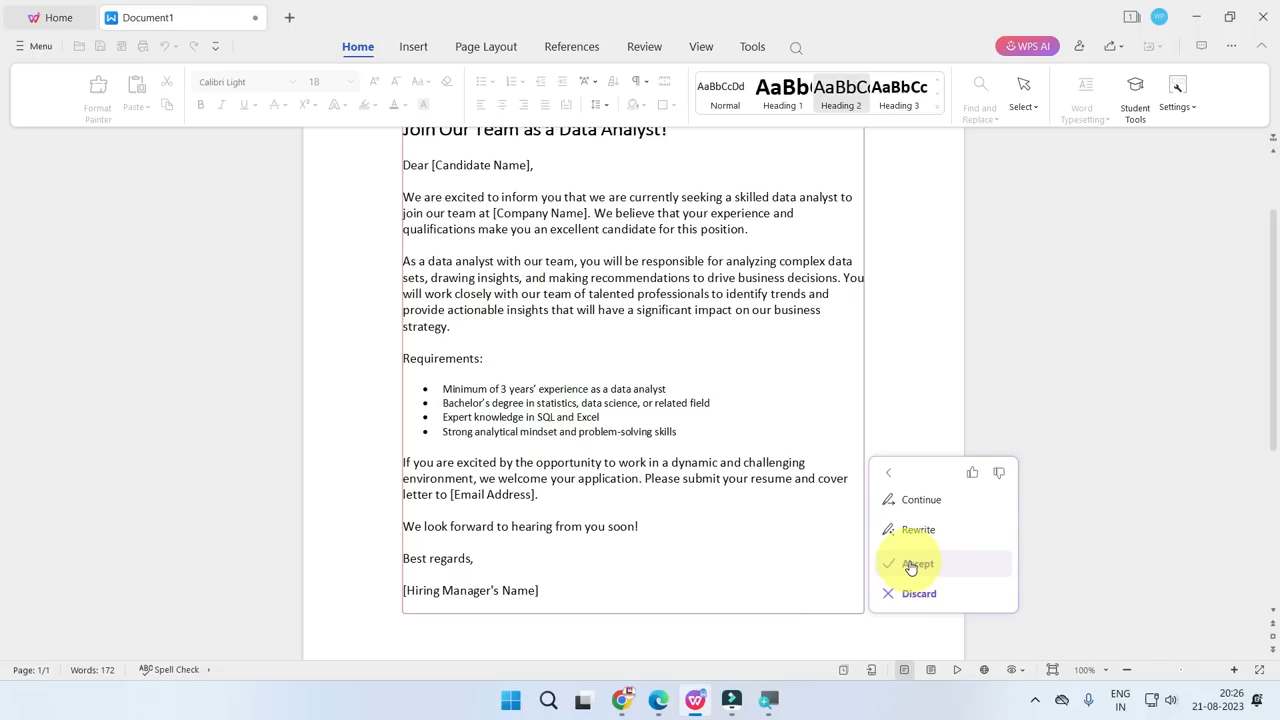 Home
Document1
1
WP
Menu
Home
Insert
Page Layout
References
Review
View
Tools
WPS AI
Format
Painter
Paste
Calibri Light
18
AaBbCcDd
Normal
AaBb
Heading 1
AaBbC
Heading 2
AaBbCc
Heading 3
Find and
Replace
Select
Word
Typesetting
Student
Tools
Settings
Join Our Team as a Data Analyst!
Dear [Candidate Name],
We are excited to inform you that we are currently seeking a skilled data analyst to
join our team at [Company Name]. We believe that your experience and
qualifications make you an excellent candidate for this position.
As a data analyst with our team, you will be responsible for analyzing complex data
sets, drawing insights, and making recommendations to drive business decisions. You
will work closely with our team of talented professionals to identify trends and
provide actionable insights that will have a significant impact on our business
strategy.
Requirements:
• Minimum of 3 years' experience as a data analyst
• Bachelor's degree in statistics, data science, or related field
• Expert knowledge in SQL and Excel
• Strong analytical mindset and problem-solving skills
If you are excited by the opportunity to work in a dynamic and challenging
environment, we welcome your application. Please submit your resume and cover
letter to [Email Address].
We look forward to hearing from you soon!
Best regards,
[Hiring Manager's Name]
Continue
Rewrite
Accept
Discard
Page: 1/1
Words: 172
Spell Check
100%
ENG
IN
20:26
21-08-2023